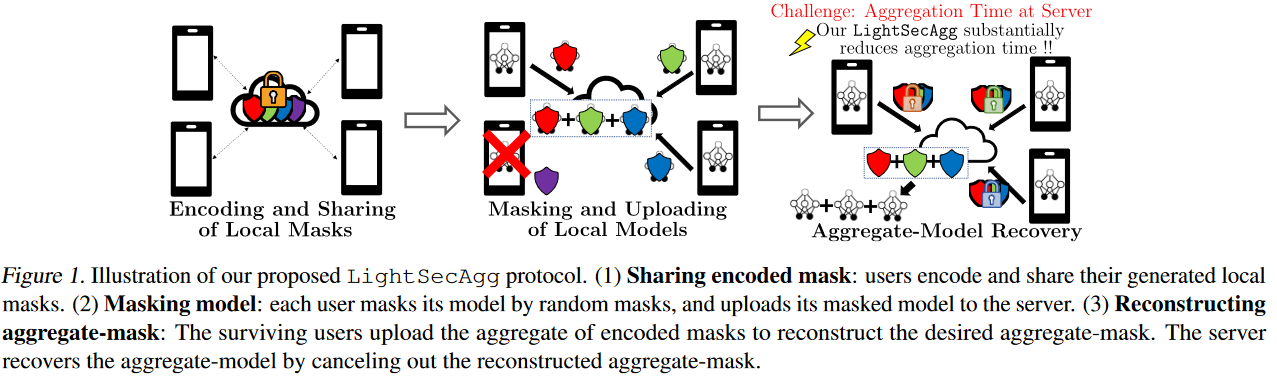 Challenge: Aggregation Time at Server
Our LightSecAgg substantially
reduces aggregation time !!
Encoding and Sharing
of Local Masks
Masking and Uploading
of Local Models
Aggregate-Model Recovery
Figure 1. Illustration of our proposed LightSecAgg protocol. (1) Sharing encoded mask: users encode and share their generated local
masks. (2) Masking model: each user masks its model by random masks, and uploads its masked model to the server. (3) Reconstructing
aggregate-mask: The surviving users upload the aggregate of encoded masks to reconstruct the desired aggregate-mask. The server
recovers the aggregate-model by canceling out the reconstructed aggregate-mask.